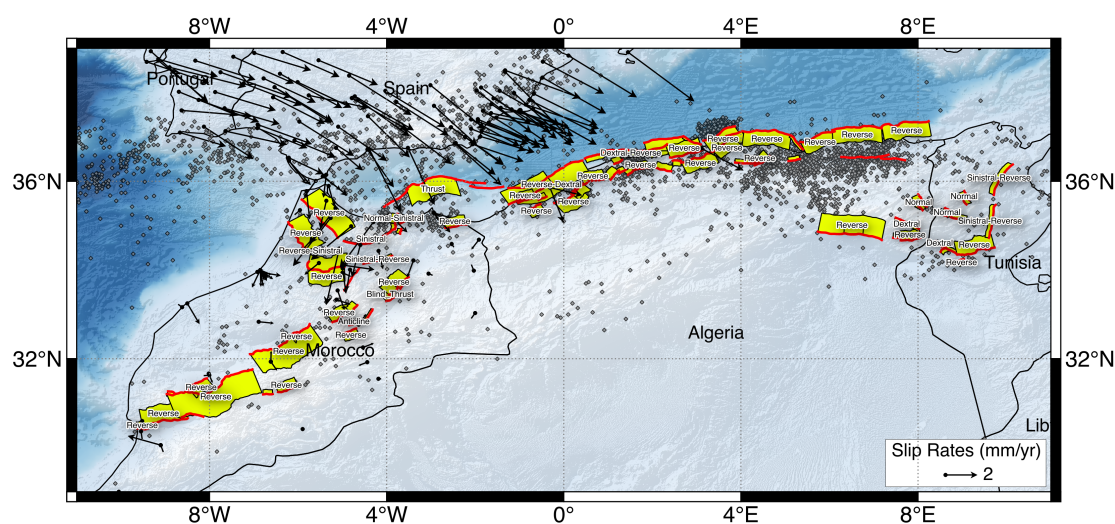 8°W 4°W 0° 4°E 8°E
Portugal
Spain
Reverse Reverse Reverse Reverse
Reverse Reverse Reverse
Dextral-Reverse Reverse
Reverse Reverse Reverse
36°N 36°N
Reverse
Sinistral-Reverse
Thrust
Reverse-Dextral
Reverse
Reverse
Reverse
Normal
Normal
Normal
Reverse
Normal-Sinistral
Reverse
Sinistral-Reverse
Reverse
Dextral
Reverse
Reverse
Sinistral
Dextral
Reverse
Reverse-Sinistral
Sinistral-Reverse
Reverse
Tunisia
Reverse
Reverse
Blind-Thrust
Reverse
Anticline
Reverse
Reverse
Algeria
Reverse
Morocco
32°N 32°N
Reverse
Reverse
Reverse
Reverse
Reverse
Lib
Slip Rates (mm/yr)
2
8°W 4°W 0° 4°E 8°E